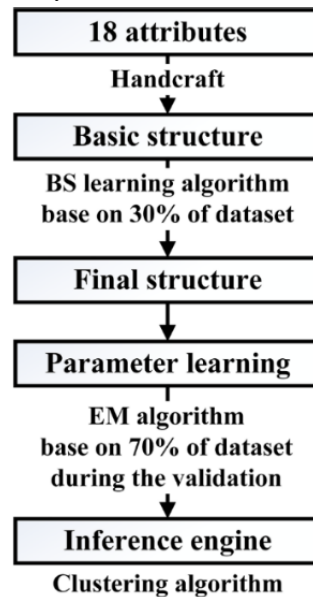 18 attributes
Handcraft
Basic structure
BS learning algorithm
base on 30% of dataset
Final structure
Parameter learning
EM algorithm
base on 70% of dataset
during the validation
Inference engine
Clustering algorithm